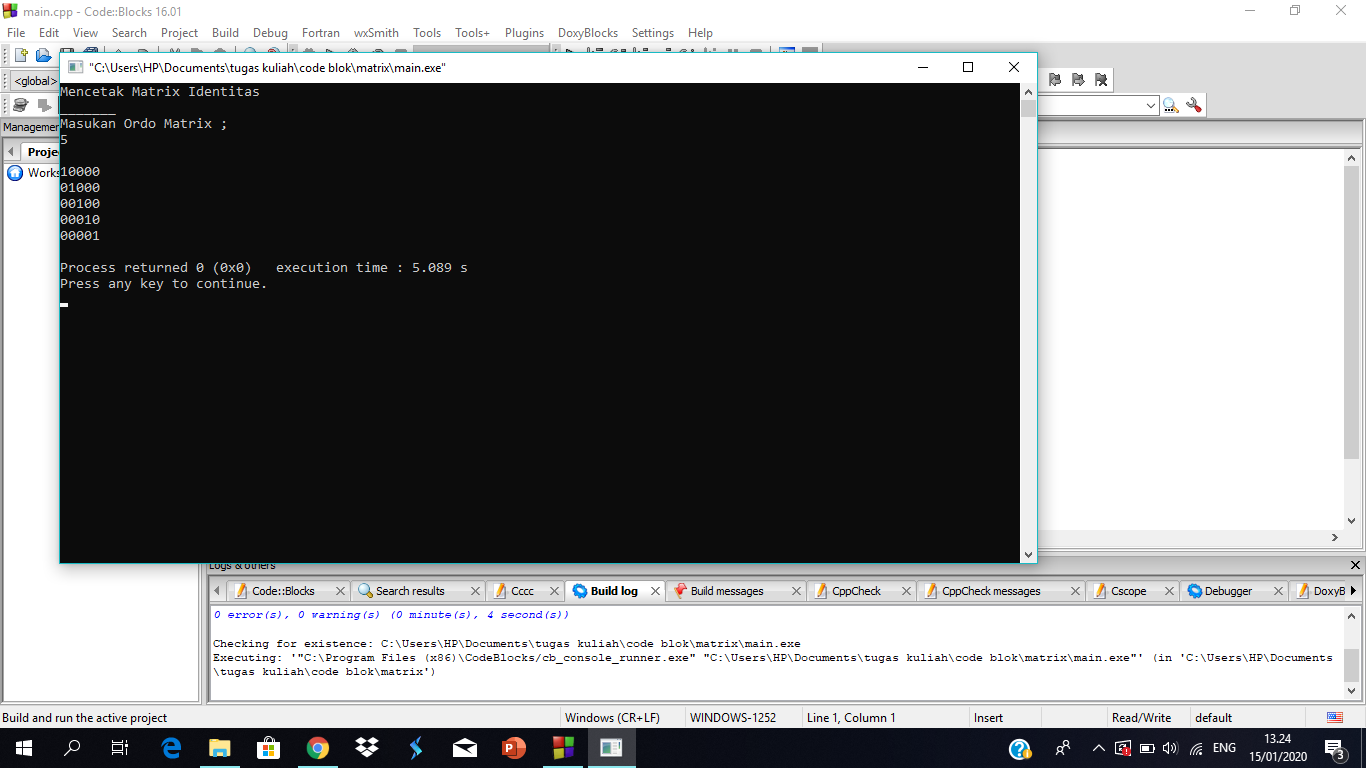 main.cpp - Code::Blocks 16.01
File Edit View Search Project Build Debug Fortran wxSmith Tools Tools+ Plugins DoxyBlocks Settings Help
"C:\Users\HP\Documents\tugas kuliah\code blok\matrix\main.exe"
<global>
Mencetak Matrix Identitas
_______
Masukan Ordo Matrix ;
5
10000
01000
00100
00010
00001
Process returned 0 (0x0)   execution time : 5.089 s
Press any key to continue.
Logs & others
Code::Blocks Search results Cccc Build log Build messages CppCheck CppCheck messages Cscope Debugger
0 error(s), 0 warning(s) (0 minute(s), 4 second(s))
Checking for existence: C:\Users\HP\Documents\tugas kuliah\code blok\matrix\main.exe
Executing: '"C:\Program Files (x86)\CodeBlocks/cb_console_runner.exe" "C:\Users\HP\Documents\tugas kuliah\code blok\matrix\main.exe"' (in 'C:\Users\HP\Documents
\tugas kuliah\code blok\matrix')
Build and run the active project Windows (CR+LF) WINDOWS-1252 Line 1, Column 1 Insert Read/Write default
ENG 13.24
15/01/2020 3